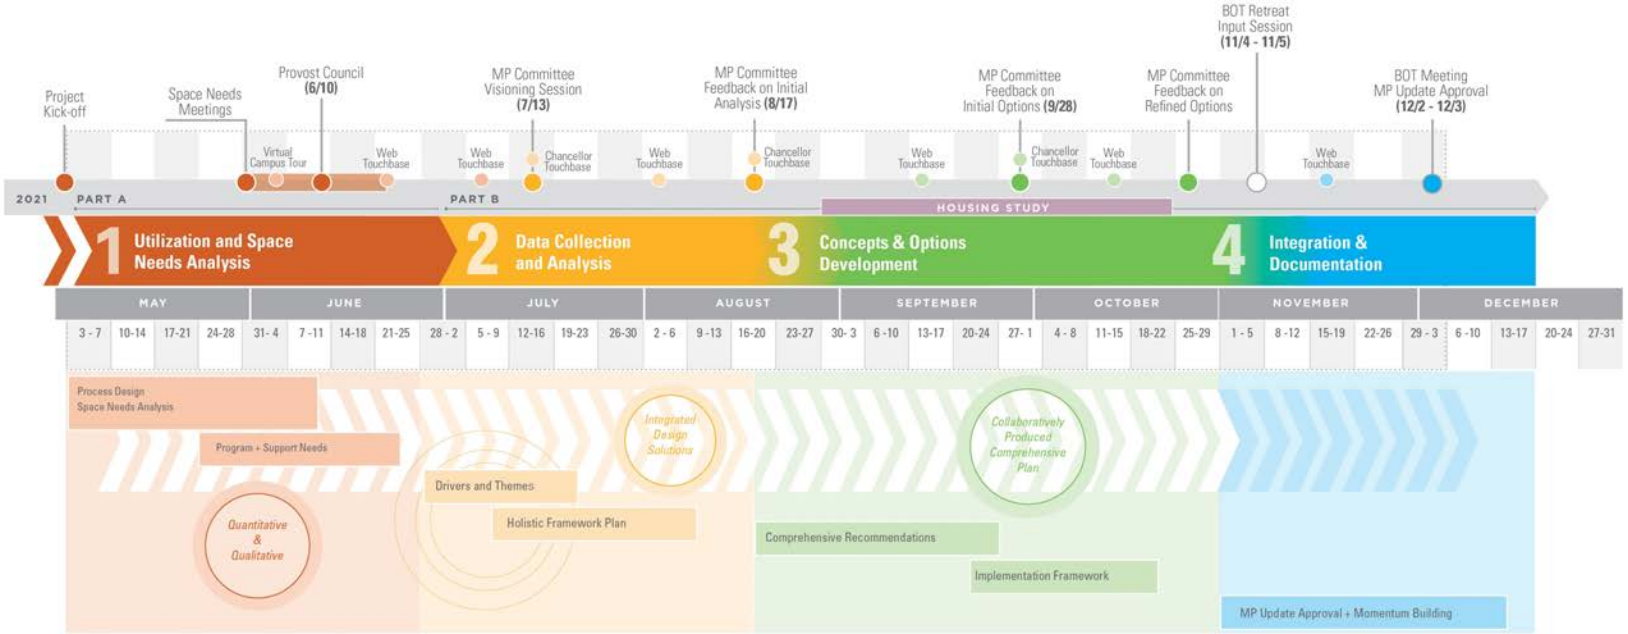 BOT Retreat
Input Session
(11/4 - 11/5)
Project
Kick-off
Space Needs
Meetings
Provost Council
(6/10)
MP Committee
Visioning Session
(7/13)
MP Committee
Feedback on Initial
Analysis (8/17)
MP Committee
Feedback on
Initial Options (9/28)
MP Committee
Feedback on
Refined Options
BOT Meeting
MP Update Approval
(12/2 - 12/3)
Virtual
Campus Tour
Web
Touchbase
Web
Touchbase
Chancellor
Touchbase
Web
Touchbase
Chancellor
Touchbase
Web
Touchbase
Chancellor
Touchbase
Web
Touchbase
Web
Touchbase
2021
PART A
PART B
HOUSING STUDY
1 Utilization and Space
Needs Analysis
2 Data Collection
and Analysis
3 Concepts & Options
Development
4 Integration &
Documentation
MAY JUNE JULY AUGUST SEPTEMBER OCTOBER NOVEMBER DECEMBER
3 - 7 10-14 17-21 24-28 31- 4 7 -11 14-18 21-25 28 - 2 5 - 9 12-16 19-23 26-30 2 - 6 9 -13 16-20 23-27 30- 3 6 -10 13-17 20-24 27- 1 4 - 8 11-15 18-22 25-29 1 - 5 8 -12 15-19 22-26 29 - 3 6 -10 13-17 20-24 27-31
Process Design
Space Needs Analysis
Program + Support Needs
Quantitative
&
Qualitative
Drivers and Themes
Holistic Framework Plan
Integrated
Design
Solutions
Comprehensive Recommendations
Collaboratively
Produced
Comprehensive
Plan
Implementation Framework
MP Update Approval + Momentum Building